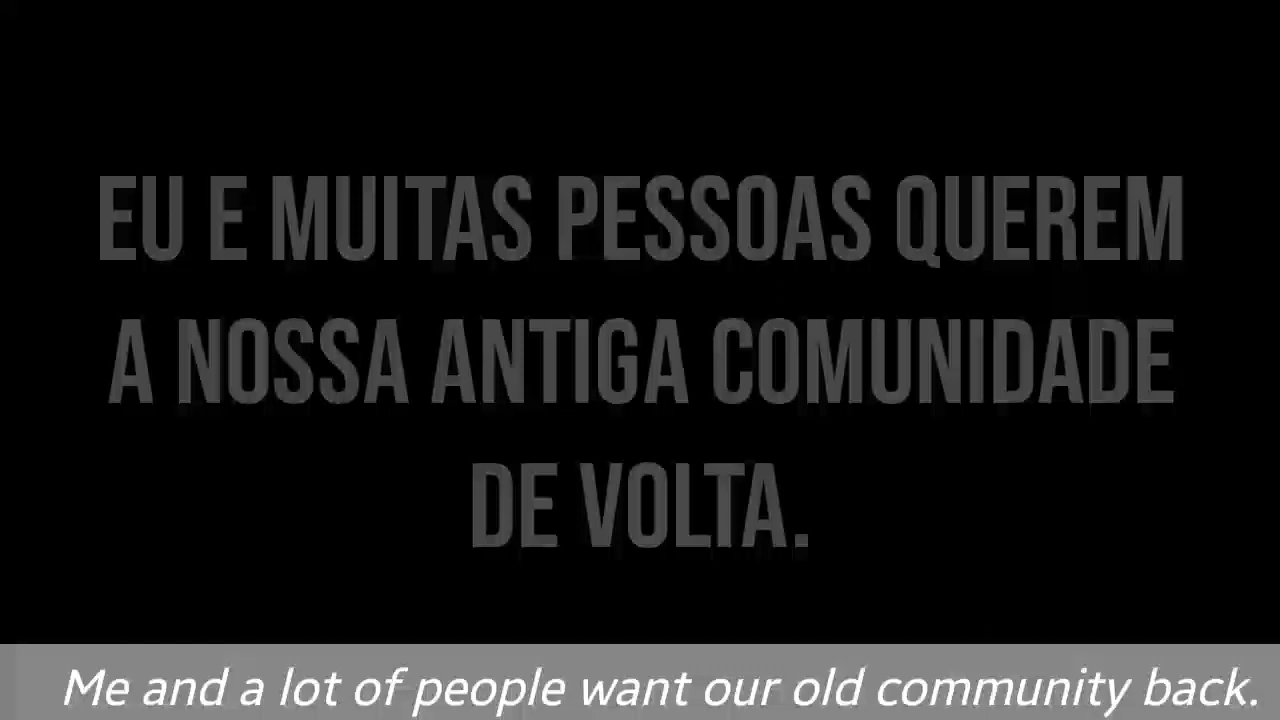 EU E MUITAS PESSOAS QUEREM
A NOSSA ANTIGA COMUNIDADE
DE VOLTA.
Me and a lot of people want our old community back.